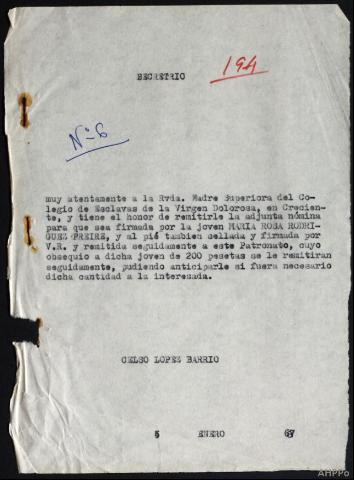 194
SECRETRIO
Nº 6
muy atentamente a la Rvda. Madre Superiora del Co-
legio de Esclavas de la Virgen Dolorosa, en Crecien-
te, y tiene el honor de remitirle la adjunta nómina
para que sea firmada por la joven MARIA ROSA RODRI-
GUEZ FREIRE, y al pié tambien sellada y firmada por
V.R. y remitida seguidamente a este Patronato, cuyo
obsequio a dicha joven de 200 pesetas se le remitiran
seguidamente, pudiendo anticiparle si fuera necesario
dicha cantidad a la interesada.
CELSO LOPEZ BARRIO
5 ENERO 67
AHPPo